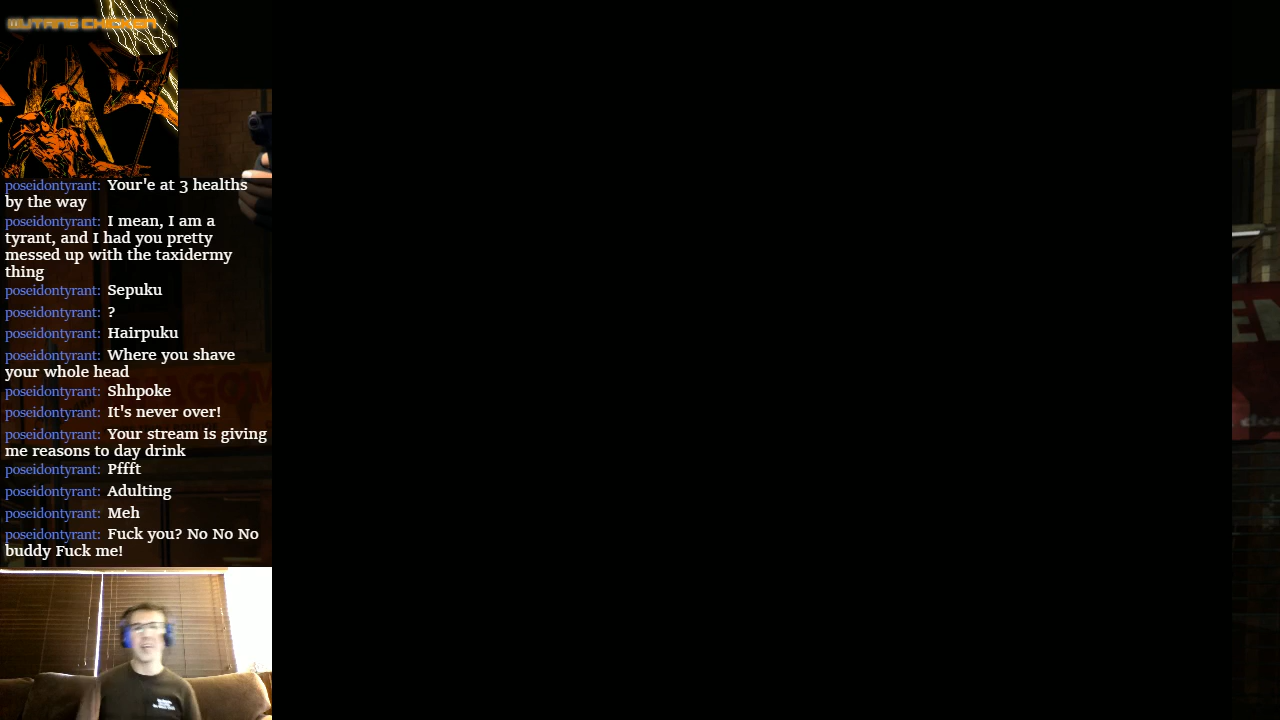 WUTANG CHICKEN
poseidontyrant: Your'e at 3 healths
by the way
poseidontyrant: I mean, I am a
tyrant, and I had you pretty
messed up with the taxidermy
thing
poseidontyrant: Sepuku
poseidontyrant: ?
poseidontyrant: Hairpuku
poseidontyrant: Where you shave
your whole head
poseidontyrant: Shhpoke
poseidontyrant: It's never over!
poseidontyrant: Your stream is giving
me reasons to day drink
poseidontyrant: Pffft
poseidontyrant: Adulting
poseidontyrant: Meh
poseidontyrant: Fuck you? No No No
buddy Fuck me!